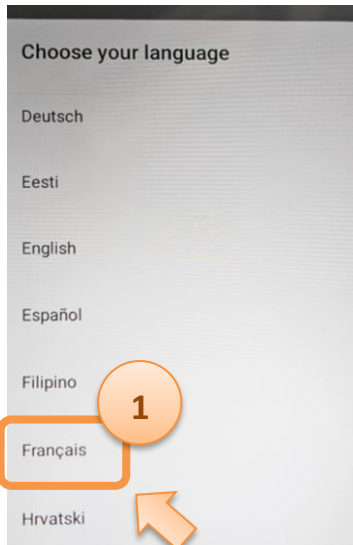 Choose your language
Deutsch
Eesti
English
Español
Filipino
1
Français
Hrvatski